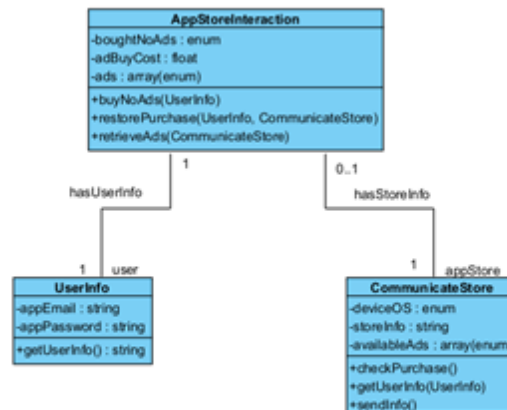 AppStoreInteraction
-boughtNoAds : enum
-adBuyCost : float
-ads : array(enum)
+buyNoAds(UserInfo)
+restorePurchase(UserInfo, CommunicateStore)
+retrieveAds(CommunicateStore)
1
0..1
hasUserInfo
hasStoreInfo
1
user
1
appStore
UserInfo
-appEmail : string
-appPassword : string
+getUserInfo() : string
CommunicateStore
-deviceOS : enum
-storeInfo : string
-availableAds : array(enum
+checkPurchase()
+getUserInfo(UserInfo)
+sendInfo()